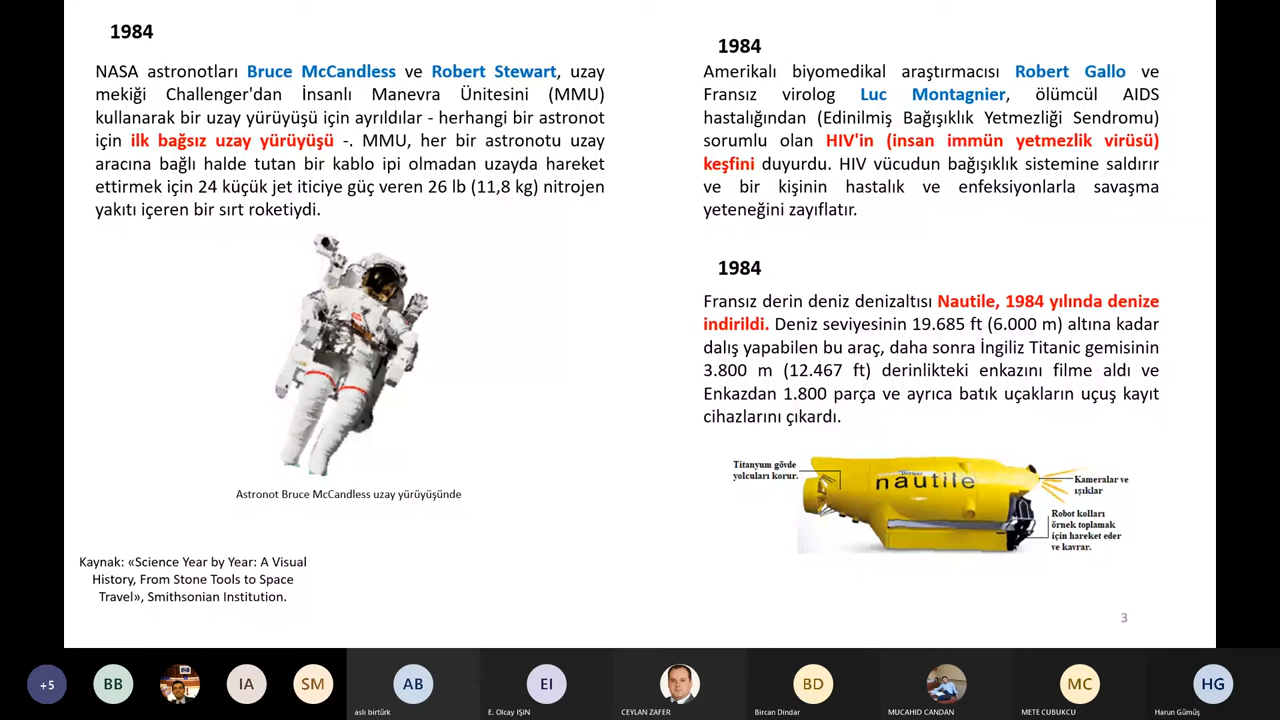 1984
NASA astronotları Bruce McCandless ve Robert Stewart, uzay
mekiği Challenger'dan İnsanlı Manevra Ünitesini (MMU)
kullanarak bir uzay yürüyüşü için ayrıldılar - herhangi bir astronot
için ilk bağsız uzay yürüyüşü -. MMU, her bir astronotu uzay
aracına bağlı halde tutan bir kablo ipi olmadan uzayda hareket
ettirmek için 24 küçük jet iticiye güç veren 26 lb (11,8 kg) nitrojen
yakıtı içeren bir sırt roketiydi.
Astronot Bruce McCandless uzay yürüyüşünde
Kaynak: «Science Year by Year: A Visual
History, From Stone Tools to Space
Travel», Smithsonian Institution.
1984
Amerikalı biyomedikal araştırmacısı Robert Gallo ve
Fransız virolog Luc Montagnier, ölümcül AIDS
hastalığından (Edinilmiş Bağışıklık Yetmezliği Sendromu)
sorumlu olan HIV'in (insan immün yetmezlik virüsü)
keşfini duyurdu. HIV vücudun bağışıklık sistemine saldırır
ve bir kişinin hastalık ve enfeksiyonlarla savaşma
yeteneğini zayıflatır.
1984
Fransız derin deniz denizaltısı Nautile, 1984 yılında denize
indirildi. Deniz seviyesinin 19.685 ft (6.000 m) altına kadar
dalış yapabilen bu araç, daha sonra İngiliz Titanic gemisinin
3.800 m (12.467 ft) derinlikteki enkazını filme aldı ve
Enkazdan 1.800 parça ve ayrıca batık uçakların uçuş kayıt
cihazlarını çıkardı.
Titanyum gövde
yolcuları korur.
nautile
Kameralar ve
ışıklar
Robot kolları
örnek toplamak
için hareket eder
ve kavrar.
3
+5
BB
IA
SM
AB
aslı birtürk
EI
E. Olcay IŞIN
CEYLAN ZAFER
BD
Bircan Dindar
MUCAHID CANDAN
MC
METE CUBUKCU
HG
Harun Gümüş